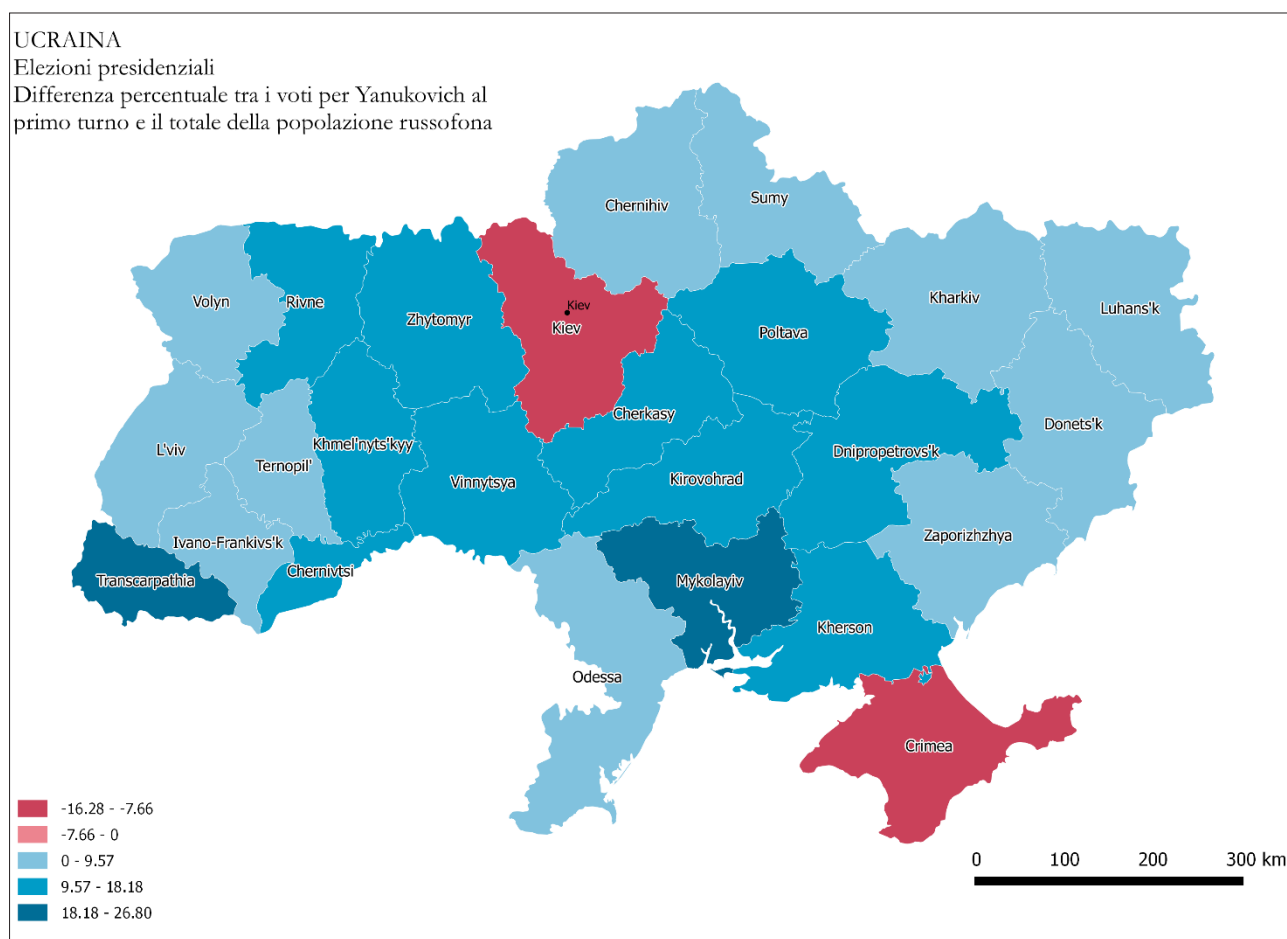 UCRAINA
Elezioni presidenziali
Differenza percentuale tra i voti per Yanukovich al
primo turno e il totale della popolazione russofona
Chernihiv
Sumy
Volyn
Rivne
Zhytomyr
Kiev
Kiev
Poltava
Kharkiv
Luhans'k
L'viv
Ternopil'
Khmel'nyts'kyy
Vinnytsya
Cherkasy
Kirovohrad
Dnipropetrovs'k
Donets'k
Zaporizhzhya
Ivano-Frankivs'k
Chernivtsi
Transcarpathia
Mykolayiv
Kherson
Odessa
Crimea
-16.28 - -7.66
-7.66 - 0
0 - 9.57
9.57 - 18.18
18.18 - 26.80
0 100 200 300 km